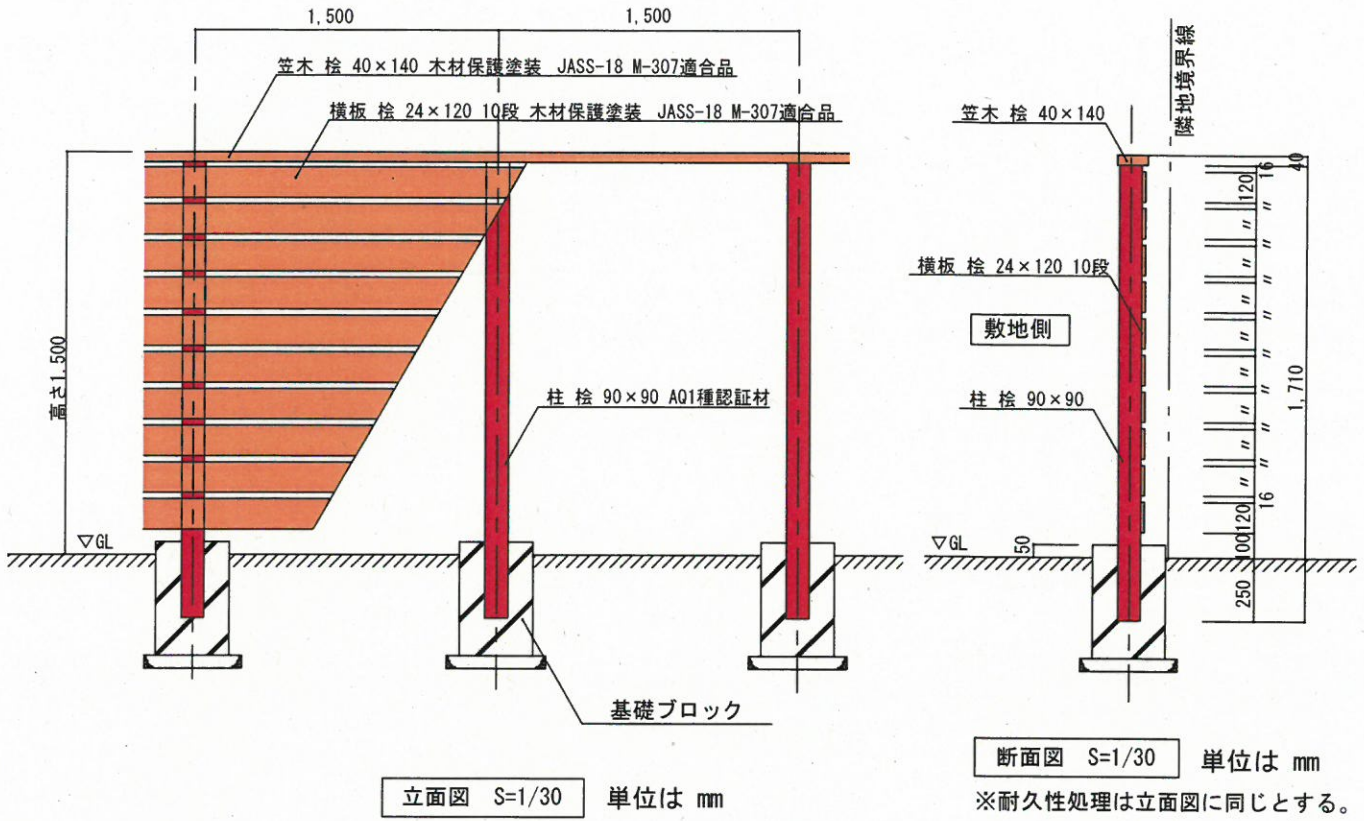 1,500
1,500
笠木 桧 40×140 木材保護塗装 JASS-18 M-307適合品
横板 桧 24×120 10段 木材保護塗装 JASS-18 M-307適合品
高さ1,500
柱 桧 90×90 AQ1種認証材
▽GL
基礎ブロック
立面図 S=1/30 単位は mm
隣地境界線
笠木 桧 40×140
横板 桧 24×120 10段
敷地側
柱 桧 90×90
▽GL
50
40
16
120
〃 〃
〃 〃
〃 〃
〃 〃
〃 〃
〃 〃
〃 〃
〃 〃
16
120
100
250
1,710
断面図 S=1/30 単位は mm
※耐久性処理は立面図に同じとする。